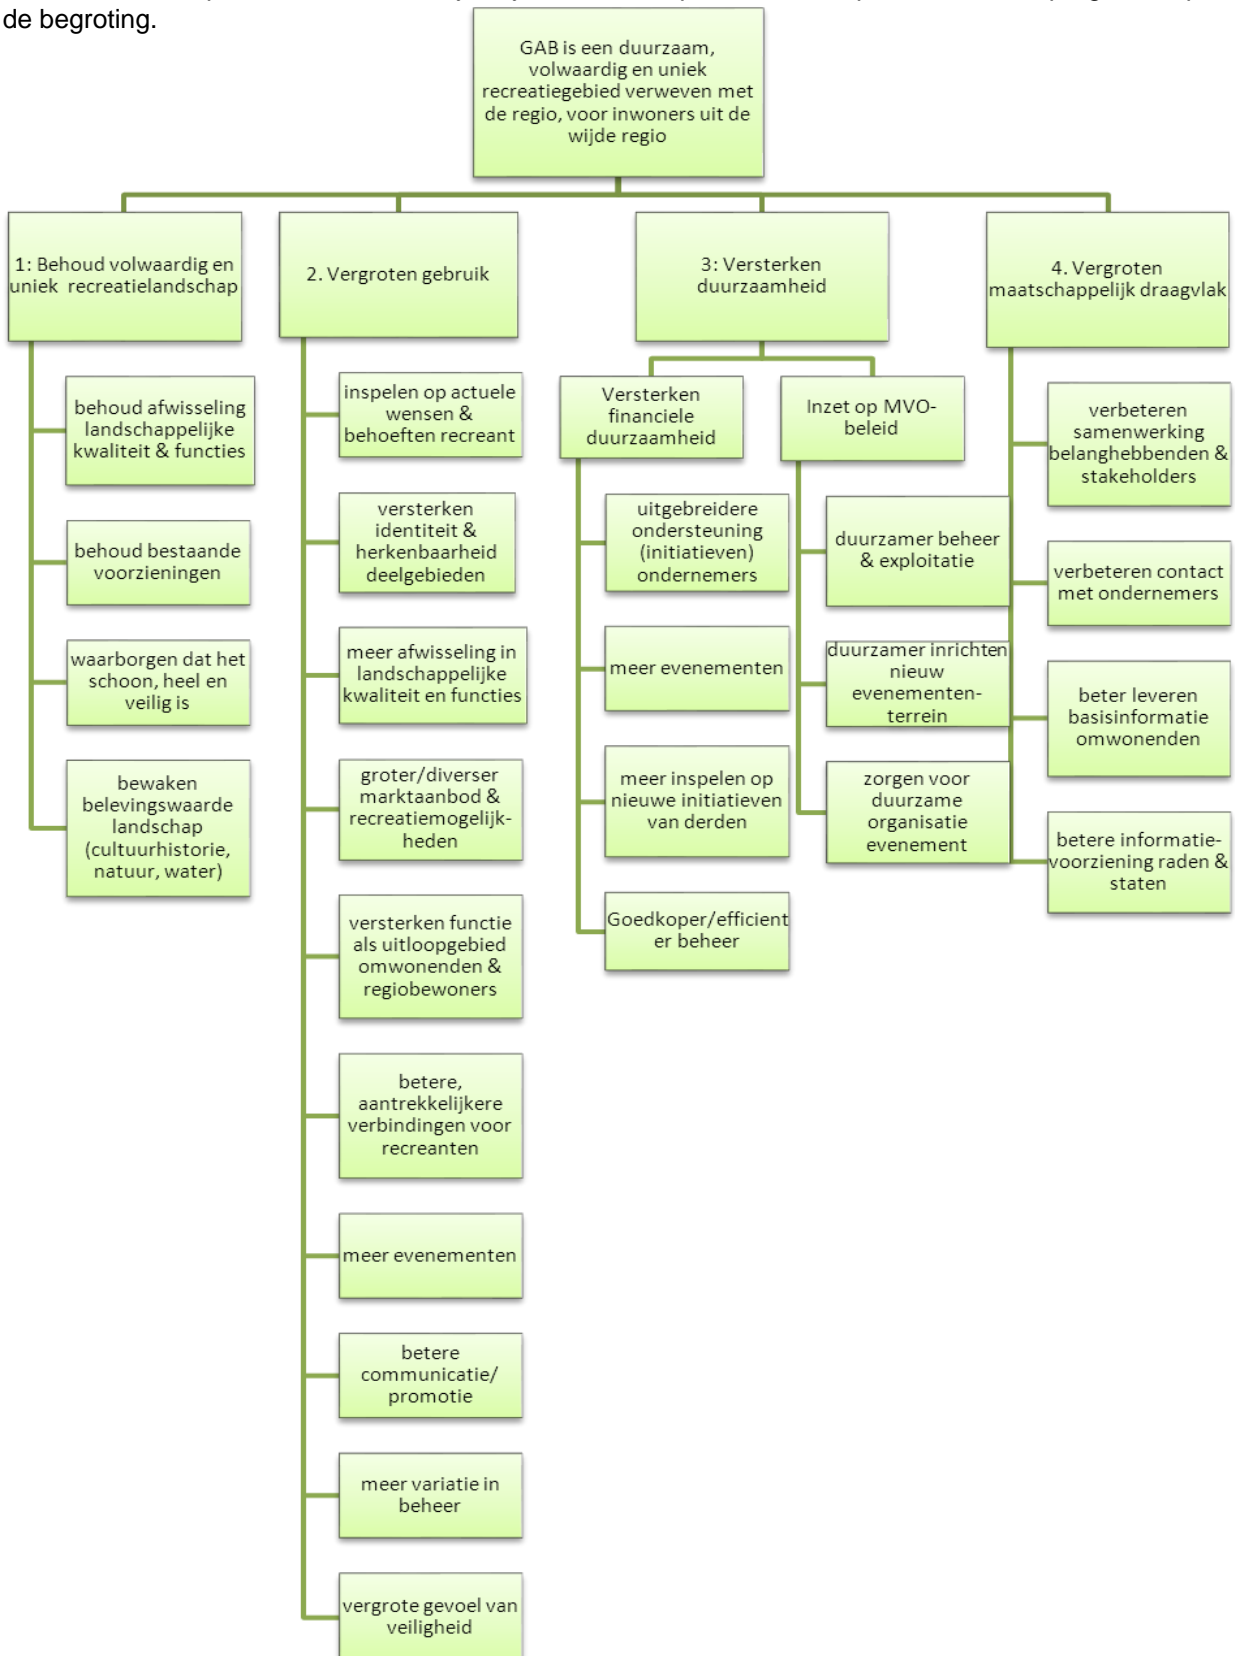 de begroting.
GAB is een duurzaam,
volwaardig en uniek
recreatiegebied verweven met
de regio, voor inwoners uit de
wijde regio
1: Behoud volwaardig en
uniek recreatielandschap
behoud afwisseling
landschappelijke
kwaliteit & functies
behoud bestaande
voorzieningen
waarborgen dat het
schoon, heel en
veilig is
bewaken
belevingswaarde
landschap
(cultuurhistorie,
natuur, water)
2. Vergroten gebruik
inspelen op actuele
wensen &
behoeften recreant
versterken
identiteit &
herkenbaarheid
deelgebieden
meer afwisseling in
landschappelijke
kwaliteit en functies
groter/diverser
marktaanbod &
recreatiemogelijk-
heden
versterken functie
als uitloopgebied
omwonenden &
regiobewoners
betere,
aantrekkelijkere
verbindingen voor
recreanten
meer evenementen
betere
communicatie/
promotie
meer variatie in
beheer
vergrote gevoel van
veiligheid
3: Versterken
duurzaamheid
Versterken
financiele
duurzaamheid
uitgebreidere
ondersteuning
(initiatieven)
ondernemers
meer evenementen
meer inspelen op
nieuwe initiatieven
van derden
Goedkoper/efficient
er beheer
Inzet op MVO-
beleid
duurzamer beheer
& exploitatie
duurzamer inrichten
nieuw
evenementen-
terrein
zorgen voor
duurzame
organisatie
evenement
4. Vergroten
maatschappelijk draagvlak
verbeteren
samenwerking
belanghebbenden &
stakeholders
verbeteren contact
met ondernemers
beter leveren
basisinformatie
omwonenden
betere informatie-
voorziening raden &
staten